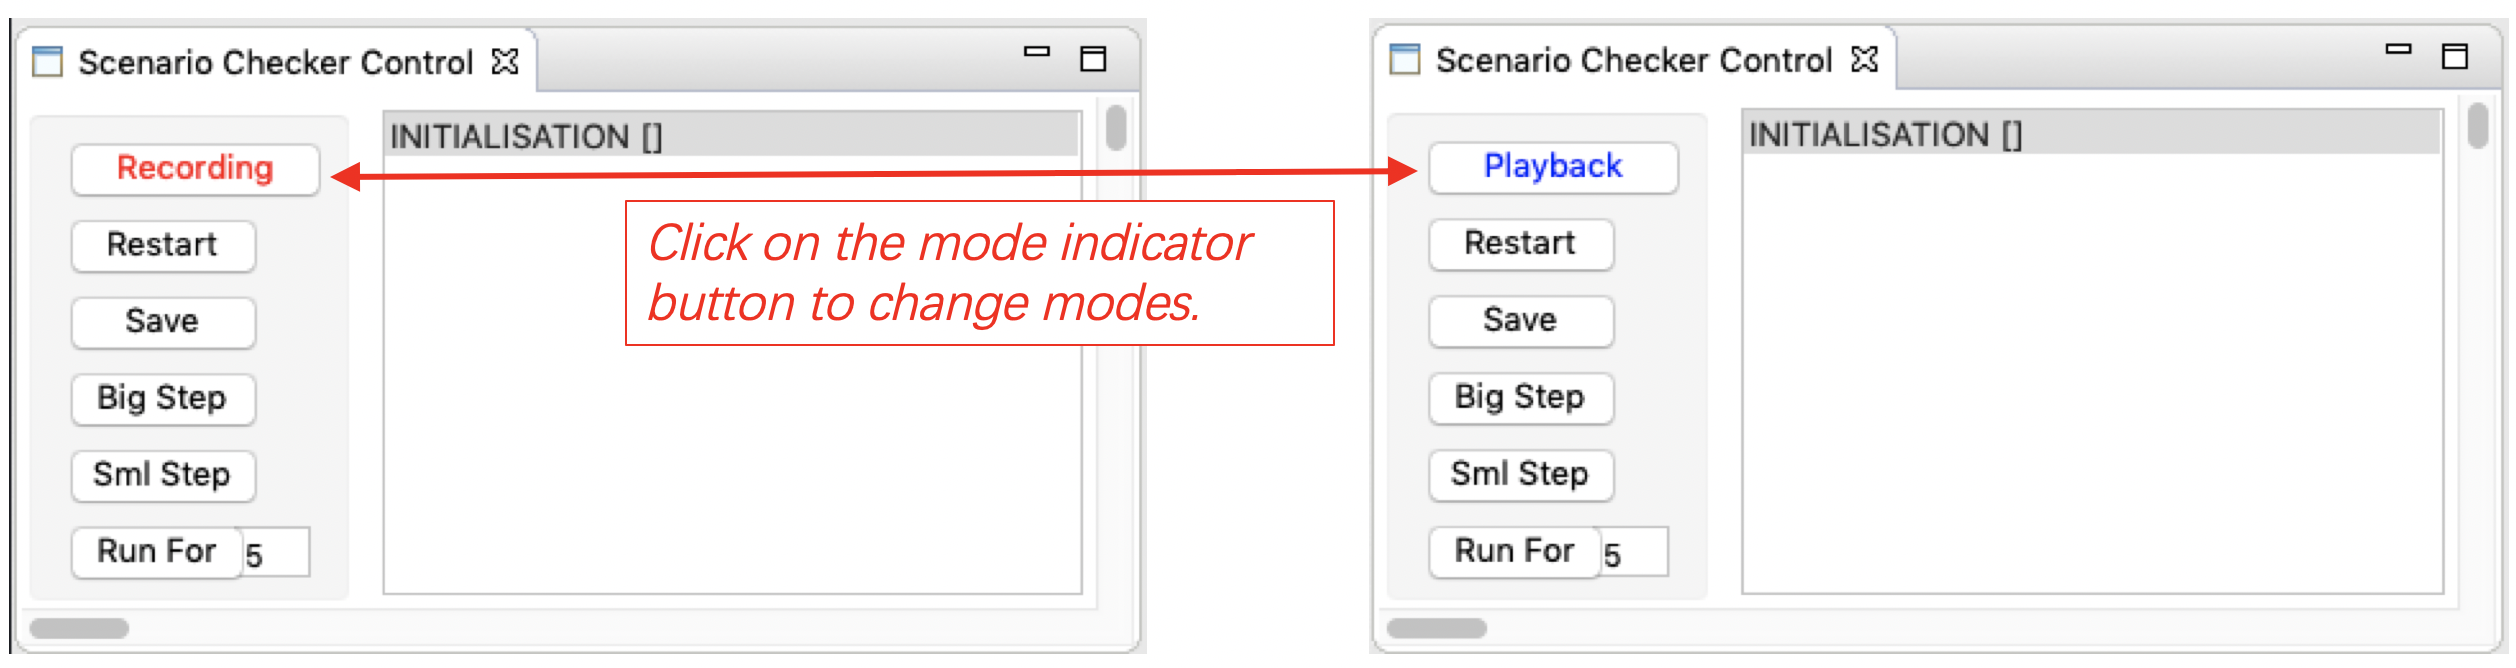 Scenario Checker Control
INITIALISATION []
Recording
Restart
Save
Big Step
Sml Step
Run For 5
Click on the mode indicator
button to change modes.
Scenario Checker Control
INITIALISATION []
Playback
Restart
Save
Big Step
Sml Step
Run For 5